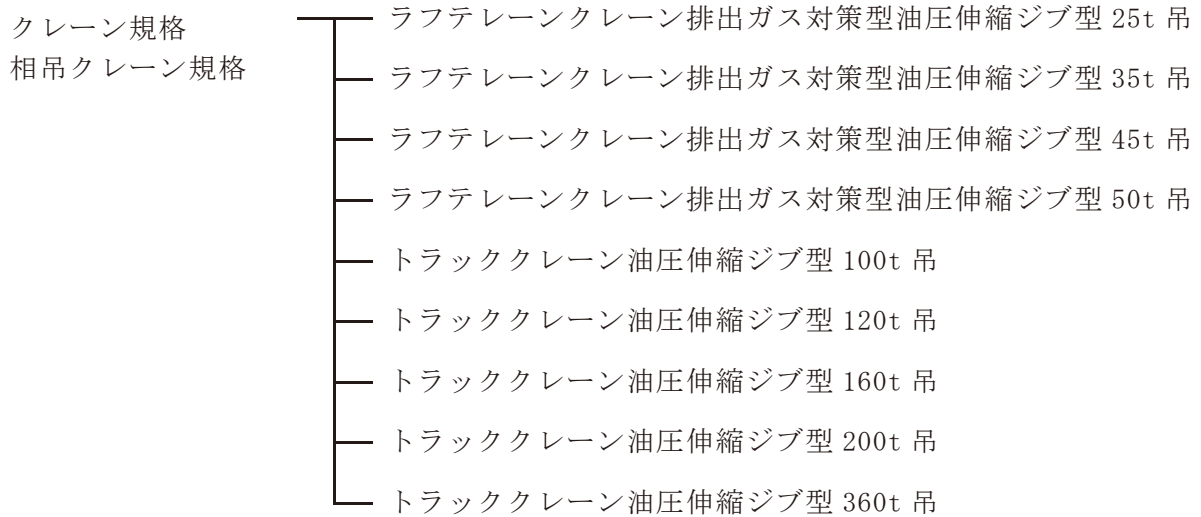 クレーン規格
相吊クレーン規格
ラフテレーンクレーン排出ガス対策型油圧伸縮ジブ型 25t 吊
ラフテレーンクレーン排出ガス対策型油圧伸縮ジブ型 35t 吊
ラフテレーンクレーン排出ガス対策型油圧伸縮ジブ型 45t 吊
ラフテレーンクレーン排出ガス対策型油圧伸縮ジブ型 50t 吊
トラッククレーン油圧伸縮ジブ型 100t 吊
トラッククレーン油圧伸縮ジブ型 120t 吊
トラッククレーン油圧伸縮ジブ型 160t 吊
トラッククレーン油圧伸縮ジブ型 200t 吊
トラッククレーン油圧伸縮ジブ型 360t 吊